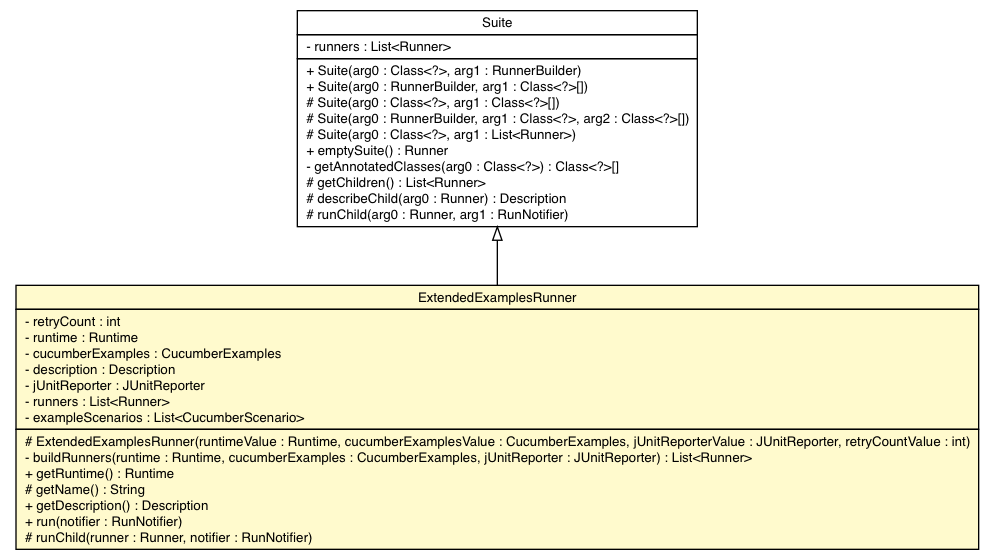 Suite
- runners : List<Runner>
+ Suite(arg0 : Class<?>, arg1 : RunnerBuilder)
+ Suite(arg0 : RunnerBuilder, arg1 : Class<?>[])
# Suite(arg0 : Class<?>, arg1 : Class<?>[])
# Suite(arg0 : RunnerBuilder, arg1 : Class<?>, arg2 : Class<?>[])
# Suite(arg0 : Class<?>, arg1 : List<Runner>)
+ emptySuite() : Runner
- getAnnotatedClasses(arg0 : Class<?>) : Class<?>[]
# getChildren() : List<Runner>
# describeChild(arg0 : Runner) : Description
# runChild(arg0 : Runner, arg1 : RunNotifier)
ExtendedExamplesRunner
- retryCount : int
- runtime : Runtime
- cucumberExamples : CucumberExamples
- description : Description
- jUnitReporter : JUnitReporter
- runners : List<Runner>
- exampleScenarios : List<CucumberScenario>
# ExtendedExamplesRunner(runtimeValue : Runtime, cucumberExamplesValue : CucumberExamples, jUnitReporterValue : JUnitReporter, retryCountValue : int)
- buildRunners(runtime : Runtime, cucumberExamples : CucumberExamples, jUnitReporter : JUnitReporter) : List<Runner>
+ getRuntime() : Runtime
# getName() : String
+ getDescription() : Description
+ run(notifier : RunNotifier)
# runChild(runner : Runner, notifier : RunNotifier)